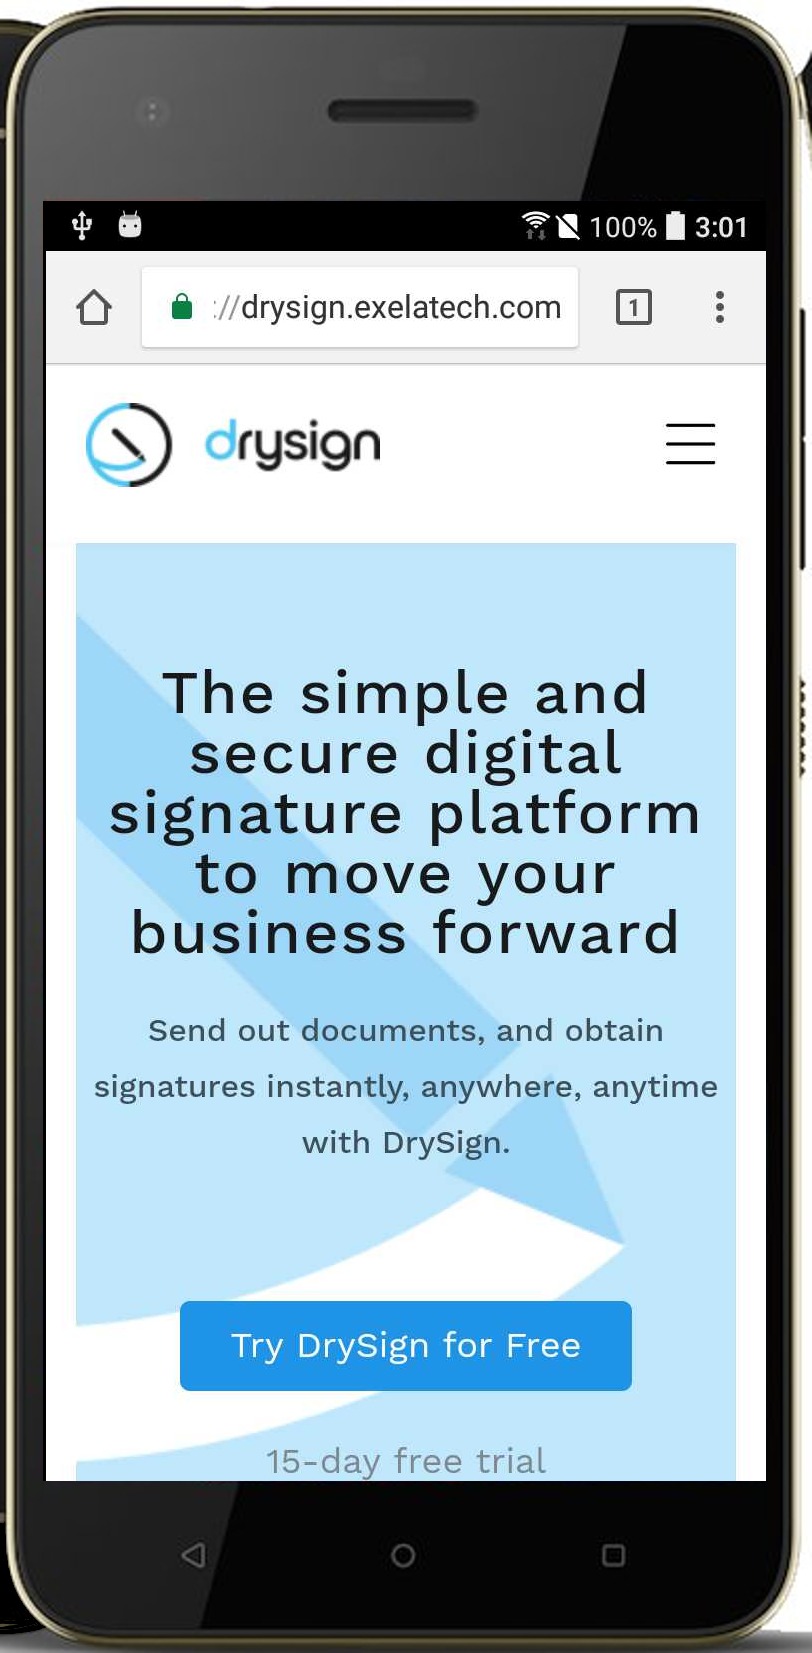 100% 3:01
://drysign.exelatech.com
1
drysign
The simple and
secure digital
signature platform
to move your
business forward
Send out documents, and obtain
signatures instantly, anywhere, anytime
with DrySign.
Try DrySign for Free
15-day free trial